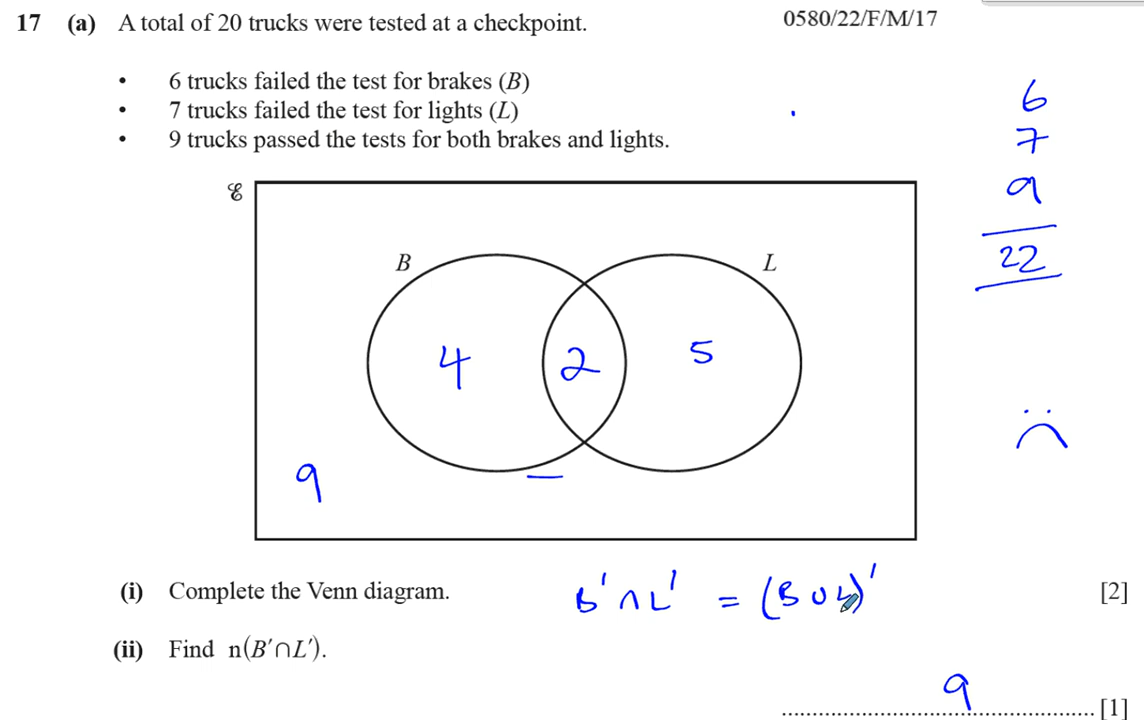 17 (a) A total of 20 trucks were tested at a checkpoint. 0580/22/F/M/17
• 6 trucks failed the test for brakes (B)
• 7 trucks failed the test for lights (L)
• 9 trucks passed the tests for both brakes and lights.
6
7
9
22
ℰ
B L
4 2 5
9
(i) Complete the Venn diagram. [2]
B′ ∩ L′ = (B ∪ L)′
(ii) Find n(B′∩L′).
9
[1]